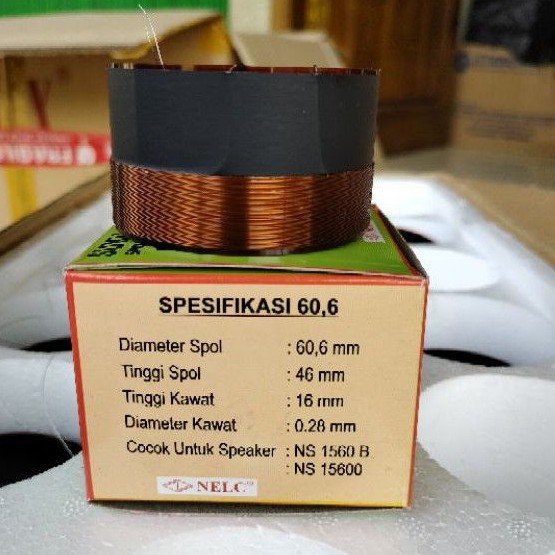 FRAGILE
SPESIFIKASI 60,6
Diameter Spol : 60,6 mm
Tinggi Spol : 46 mm
Tinggi Kawat : 16 mm
Diameter Kawat : 0.28 mm
Cocok Untuk Speaker : NS 1560 B
: NS 15600
NELC